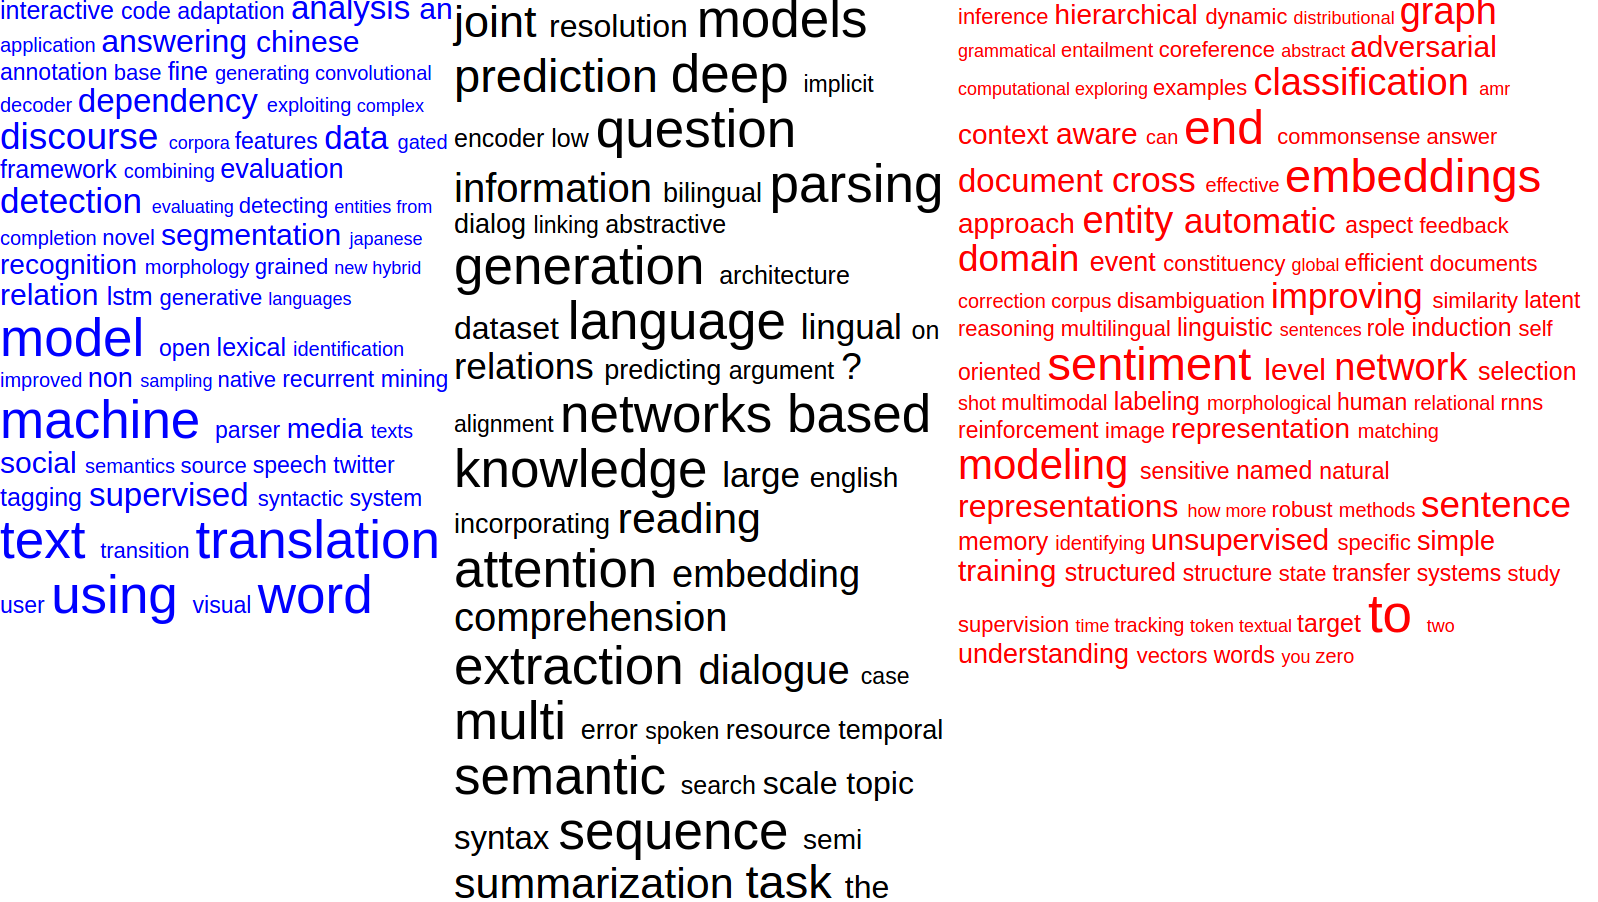 interactive code adaptation analysis an
application answering chinese
annotation base fine generating convolutional
decoder dependency exploiting complex
discourse corpora features data gated
framework combining evaluation
detection evaluating detecting entities from
completion novel segmentation japanese
recognition morphology grained new hybrid
relation lstm generative languages
model open lexical identification
improved non sampling native recurrent mining
machine parser media texts
social semantics source speech twitter
tagging supervised syntactic system
text transition translation
user using visual word
joint resolution models
prediction deep implicit
encoder low question
information bilingual parsing
dialog linking abstractive
generation architecture
dataset language lingual on
relations predicting argument ?
alignment networks based
knowledge large english
incorporating reading
attention embedding
comprehension
extraction dialogue case
multi error spoken resource temporal
semantic search scale topic
syntax sequence semi
summarization task the
inference hierarchical dynamic distributional graph
grammatical entailment coreference abstract adversarial
computational exploring examples classification amr
context aware can end commonsense answer
document cross effective embeddings
approach entity automatic aspect feedback
domain event constituency global efficient documents
correction corpus disambiguation improving similarity latent
reasoning multilingual linguistic sentences role induction self
oriented sentiment level network selection
shot multimodal labeling morphological human relational rnns
reinforcement image representation matching
modeling sensitive named natural
representations how more robust methods sentence
memory identifying unsupervised specific simple
training structured structure state transfer systems study
supervision time tracking token textual target to two
understanding vectors words you zero